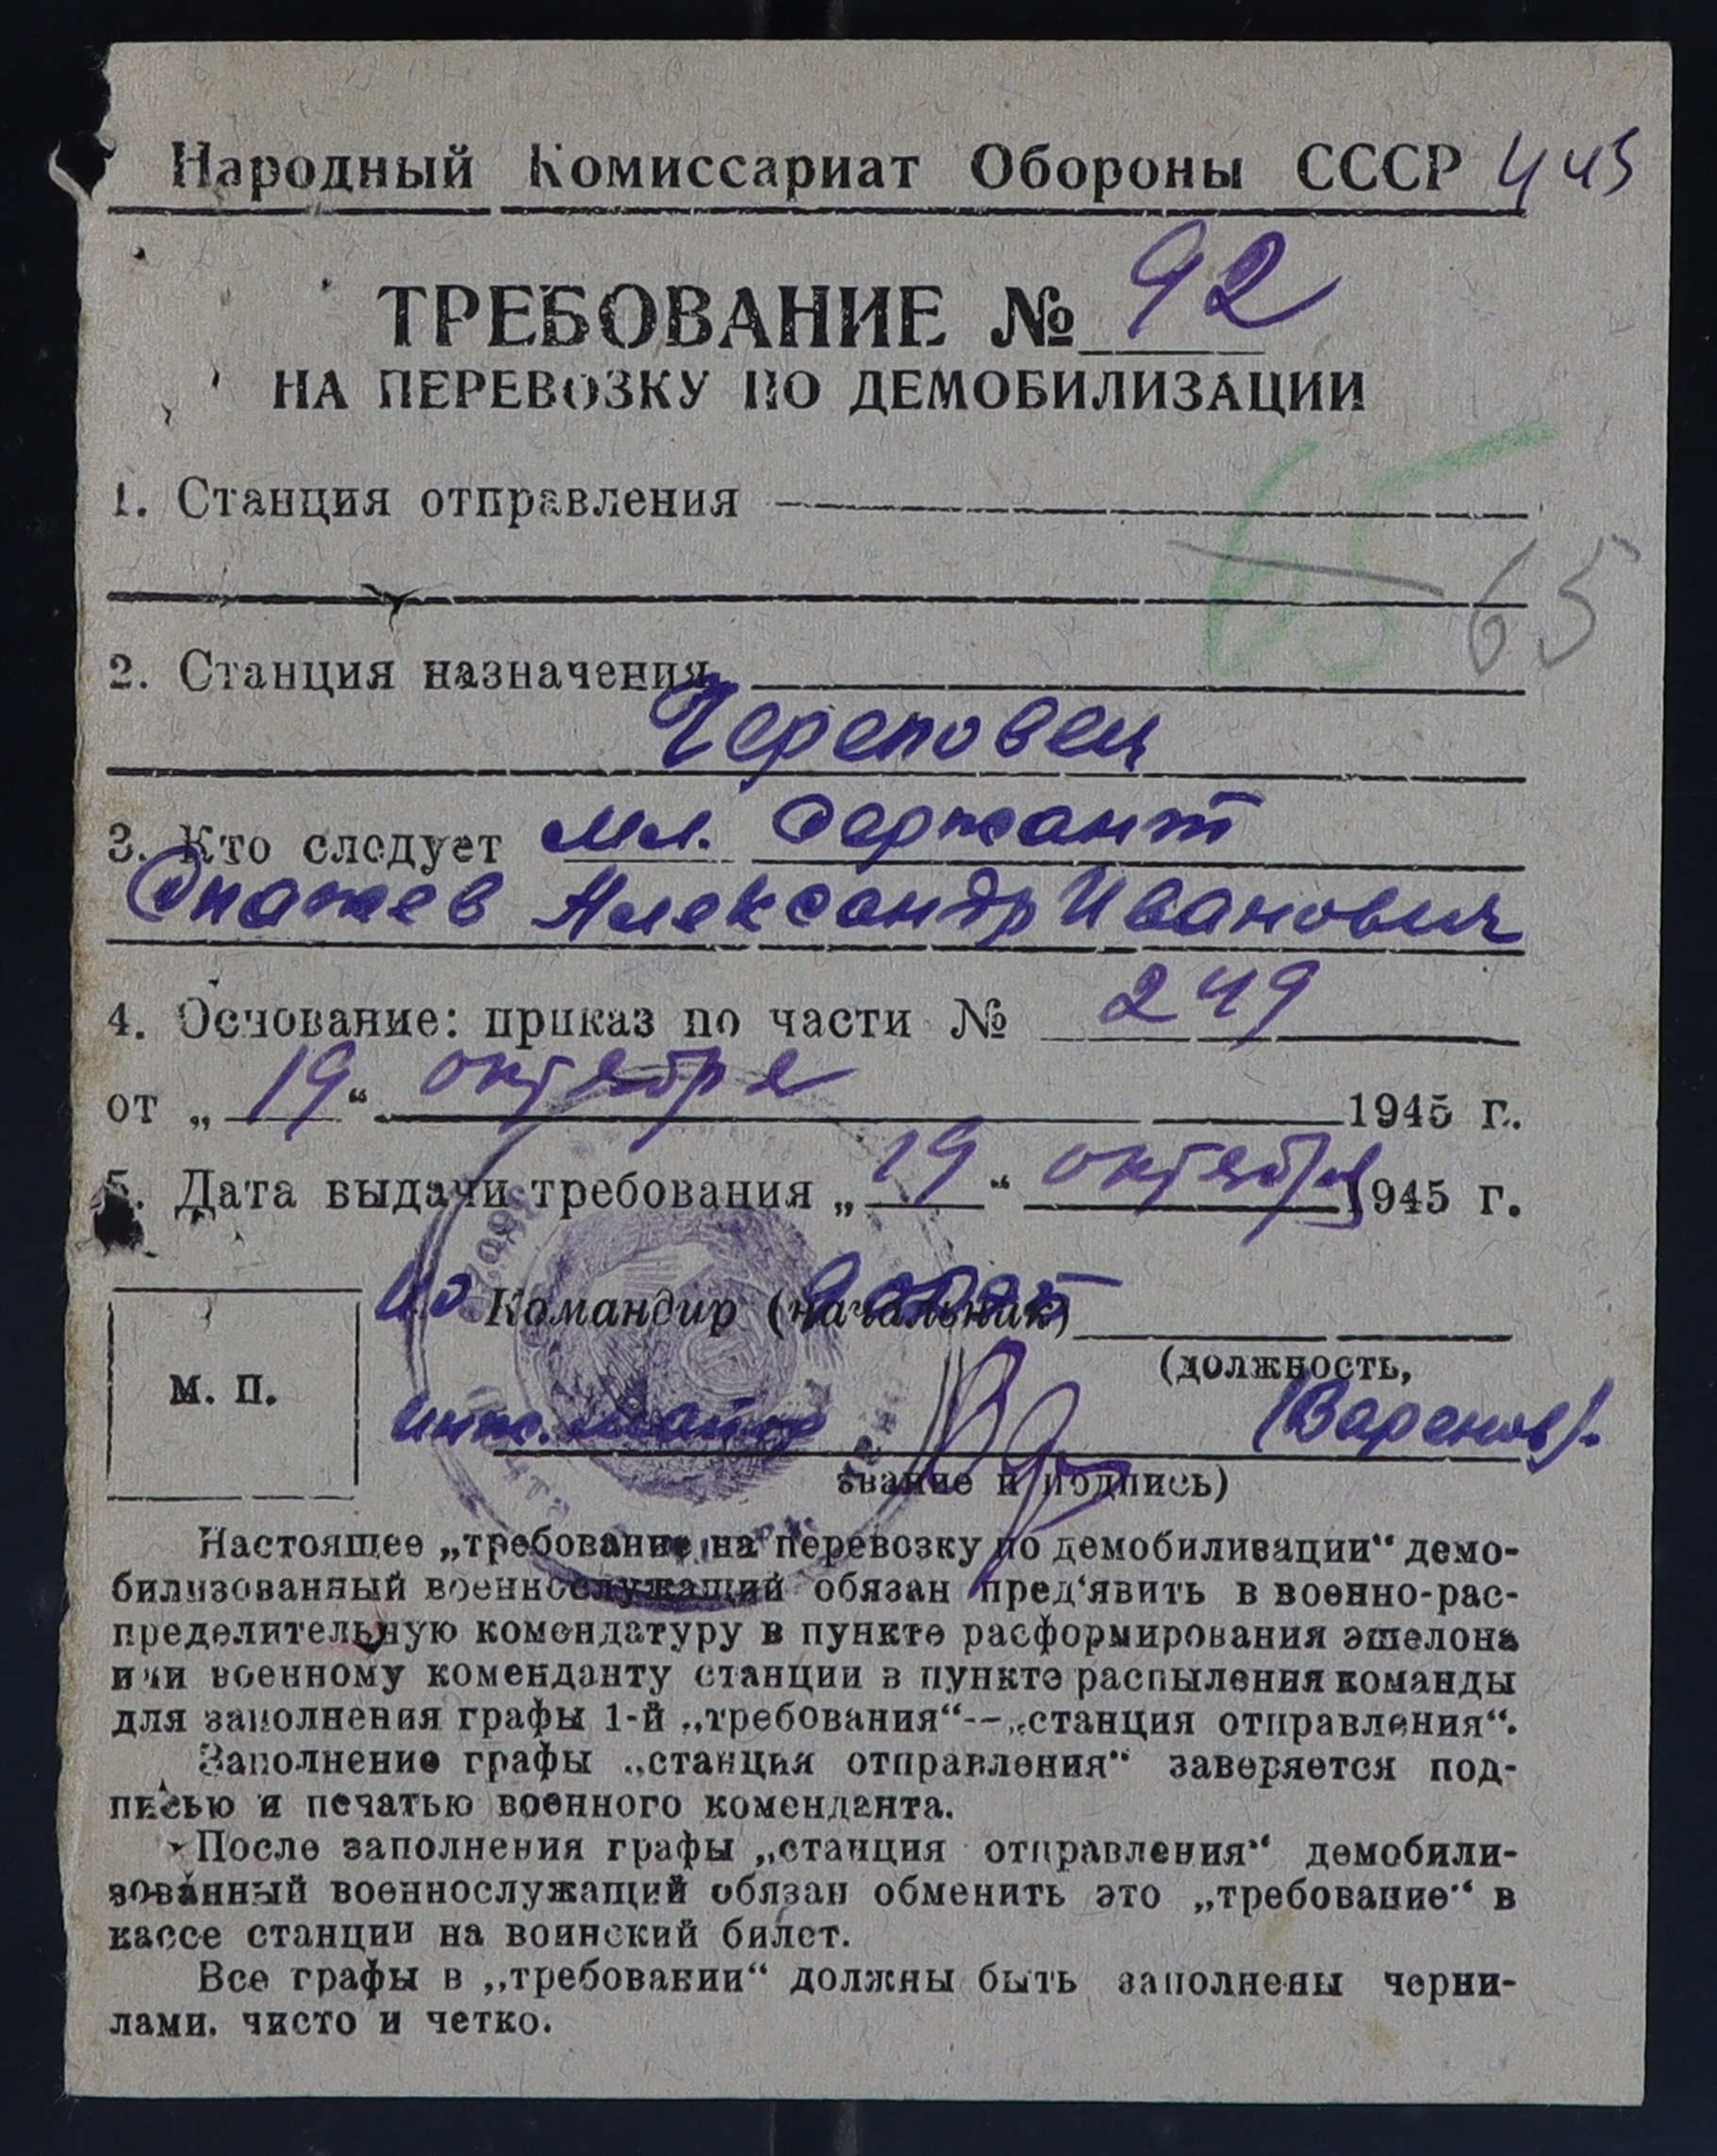 Народный Комиссариат Обороны СССР 445
ТРЕБОВАНИЕ № 92
НА ПЕРЕВОЗКУ ПО ДЕМОБИЛИЗАЦИИ
65
1. Станция отправления
65
2. Станция назначения
Череповец
3. Кто следует Мл. Сержант
Александр Иванович
4. Основание: приказ по части № 249
от „19“ октября 1945 г.
5. Дата выдачи требования „19“ октября 1945 г.
ио Командир (начальник)
(должность,
М. П.
инж. майор (Варенов).
звание и подпись)
Настоящее „требование на перевозку по демобилизации“ демо-
билизованный военнослужащий обязан пред‘явить в военно-рас-
пределительную комендатуру в пункте расформирования эшелона
или военному коменданту станции в пункте распыления команды
для заполнения графы 1-й „требования“—„станция отправления“.
Заполнение графы „станция отправления“ заверяется под-
писью и печатью военного коменданта.
После заполнения графы „станция отправления“ демобили-
зованный военнослужащий обязан обменить это „требование“ в
кассе станции на воинский билет.
Все графы в „требовании“ должны быть заполнены черни-
лами, чисто и четко.